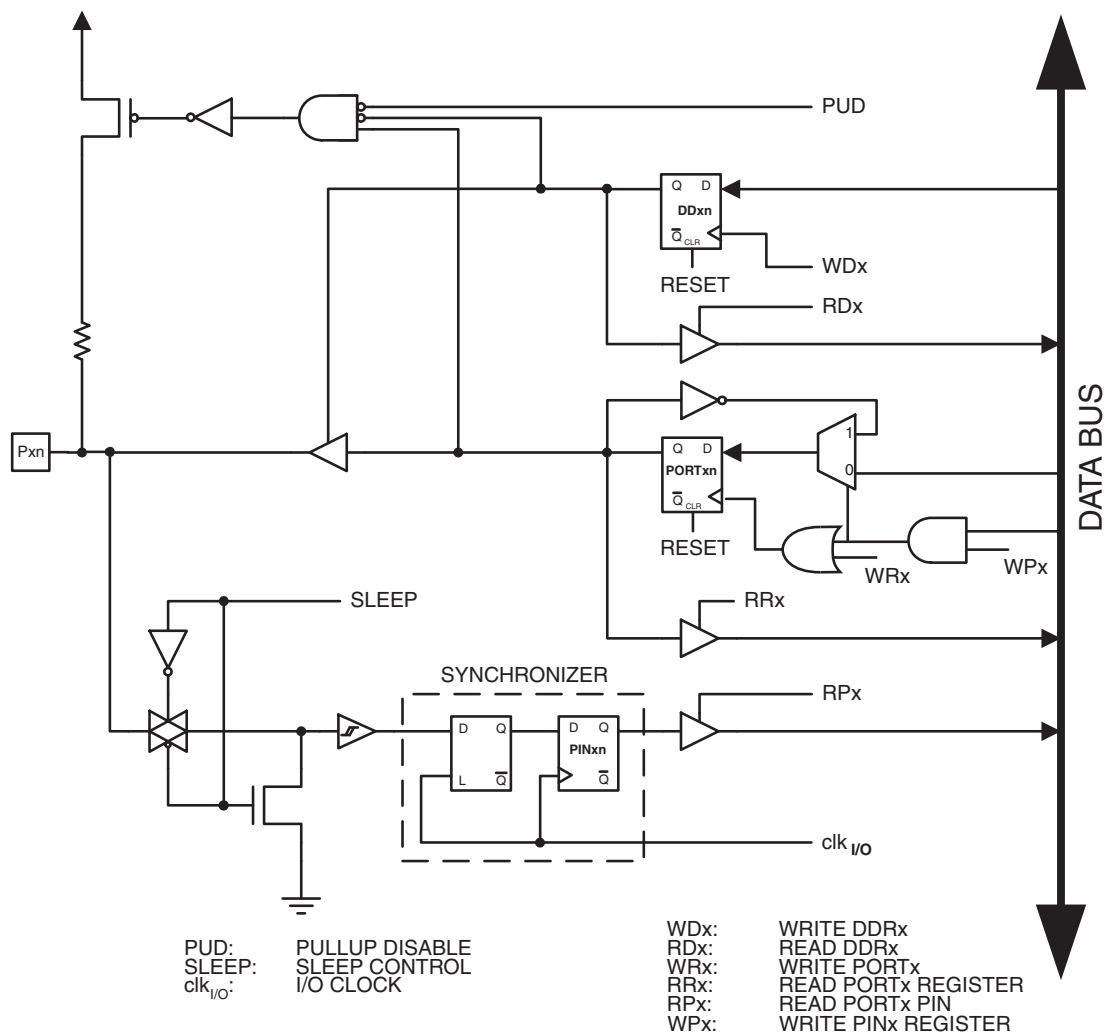 PUD
Q D
DDxn
Q CLR
WDx
RESET
RDx
1
Pxn
Q D
PORTxn
0
Q CLR
RESET
WRx
WPx
DATA BUS
SLEEP
RRx
SYNCHRONIZER
RPx
D Q
L Q
D Q
PINxn
Q
clk I/O
PUD: PULLUP DISABLE
SLEEP: SLEEP CONTROL
clkI/O: I/O CLOCK
WDx: WRITE DDRx
RDx: READ DDRx
WRx: WRITE PORTx
RRx: READ PORTx REGISTER
RPx: READ PORTx PIN
WPx: WRITE PINx REGISTER